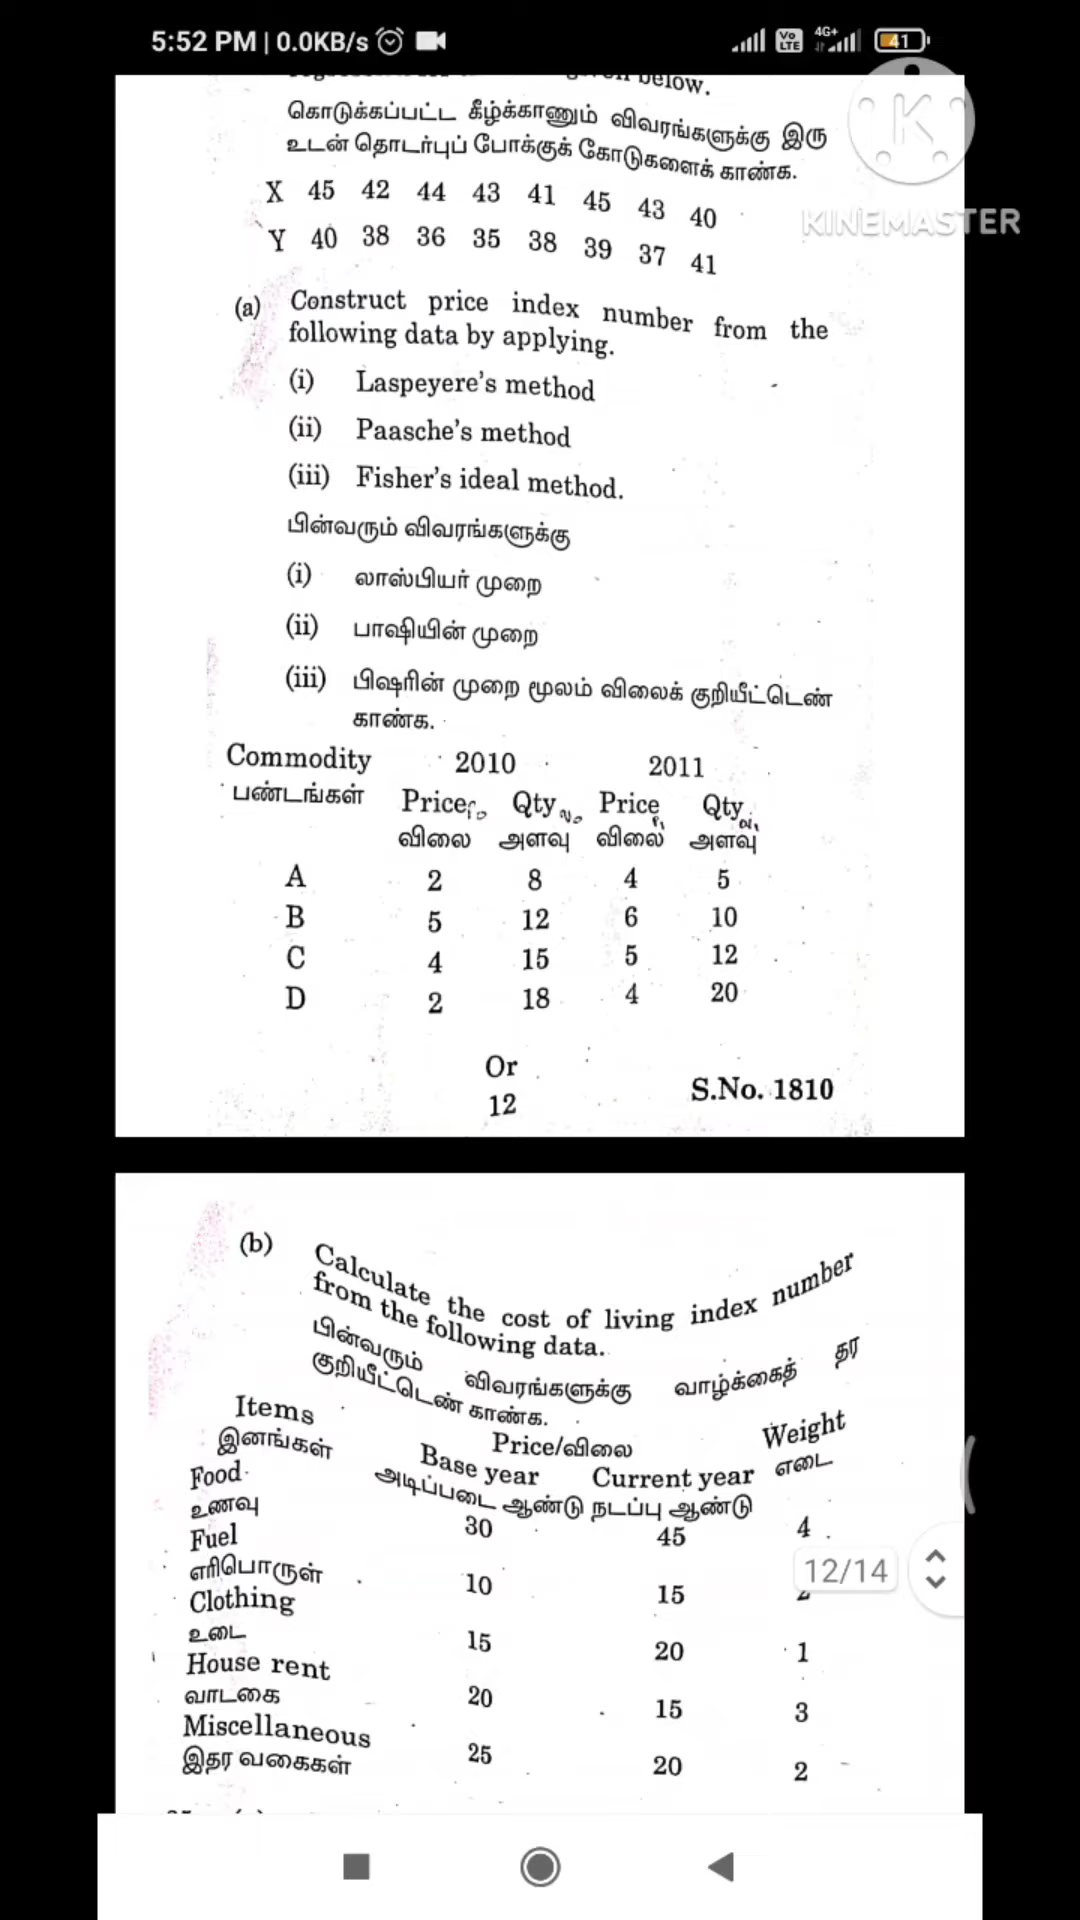 5:52 PM | 0.0KB/s
Vo LTE 4G+ 41
below.
KINEMASTER
கொடுக்கப்பட்ட கீழ்க்காணும் விவரங்களுக்கு இரு
உடன் தொடர்புப் போக்குக் கோடுகளைக் காண்க.
X 45 42 44 43 41 45 43 40
Y 40 38 36 35 38 39 37 41
(a) Construct price index number from the
following data by applying.
(i) Laspeyere's method
(ii) Paasche's method
(iii) Fisher's ideal method.
பின்வரும் விவரங்களுக்கு
(i) லாஸ்பியர் முறை
(ii) பாஷியின் முறை
(iii) பிஷரின் முறை மூலம் விலைக் குறியீட்டெண்
காண்க.
Commodity 2010 2011
பண்டங்கள் Price Qty Price Qty
விலை அளவு விலை அளவு
A 2 8 4 5
B 5 12 6 10
C 4 15 5 12
D 2 18 4 20
Or
12 S.No. 1810
(b) Calculate the cost of living index number
from the following data.
பின்வரும் விவரங்களுக்கு வாழ்க்கைத் தர
குறியீட்டெண் காண்க.
Items Price/விலை Weight
இனங்கள் Base year Current year எடை
அடிப்படை ஆண்டு நடப்பு ஆண்டு
Food 30 45 4
உணவு
Fuel 10 15 2
எரிபொருள்
12/14
Clothing 15 20 1
உடை
House rent 20 15 3
வாடகை
Miscellaneous 25 20 2
இதர வகைகள்